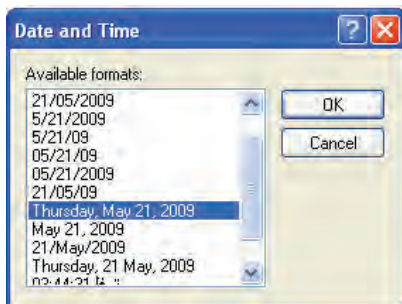 Date and Time
Available formats:
21/05/2009
5/21/2009
5/21/09
05/21/09
05/21/2009
21/05/09
Thursday, May 21, 2009
May 21, 2009
21/May/2009
Thursday, 21 May, 2009
OK
Cancel